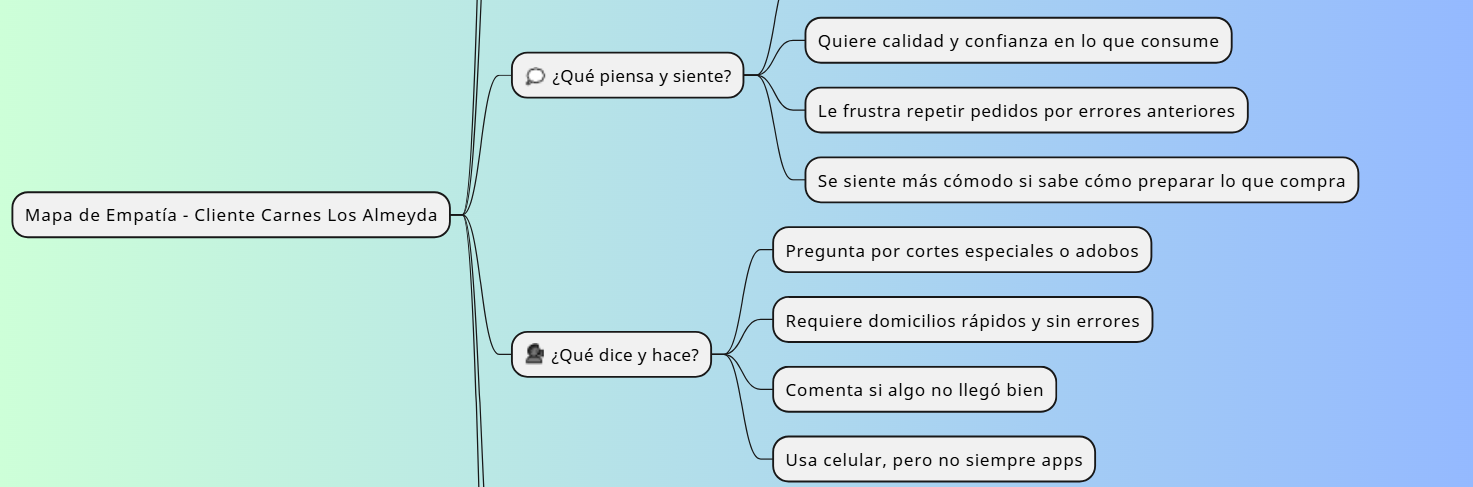 Quiere calidad y confianza en lo que consume
💭 ¿Qué piensa y siente?
Le frustra repetir pedidos por errores anteriores
Se siente más cómodo si sabe cómo preparar lo que compra
Mapa de Empatía - Cliente Carnes Los Almeyda
Pregunta por cortes especiales o adobos
Requiere domicilios rápidos y sin errores
🗣 ¿Qué dice y hace?
Comenta si algo no llegó bien
Usa celular, pero no siempre apps